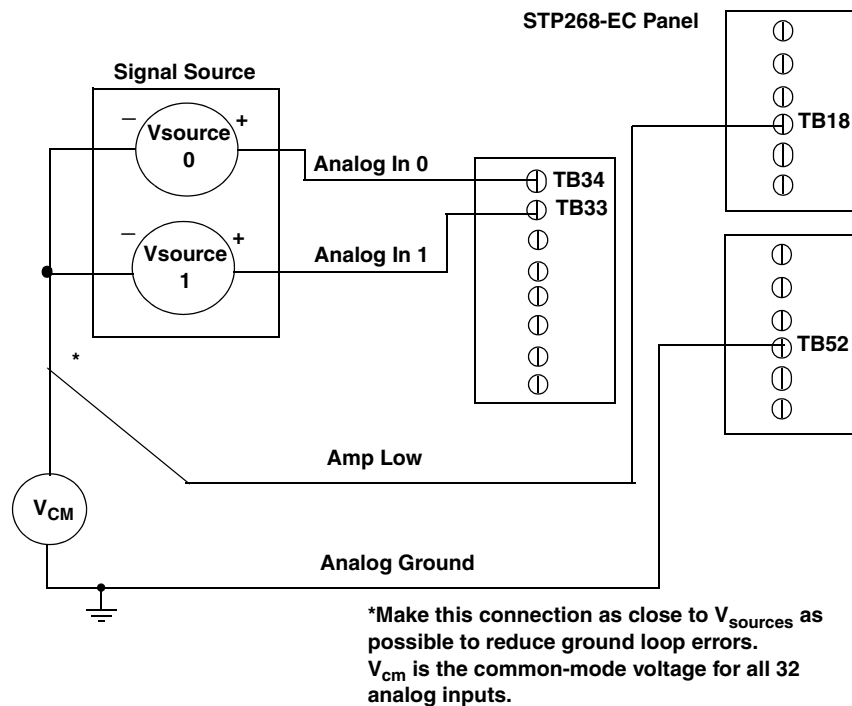 STP268-EC Panel
Signal Source
TB18
– Vsource +
0
Analog In 0
TB34
TB33
– Vsource +
1
Analog In 1
TB52
*
Amp Low
VCM
Analog Ground
*Make this connection as close to Vsources as
possible to reduce ground loop errors.
Vcm is the common-mode voltage for all 32
analog inputs.